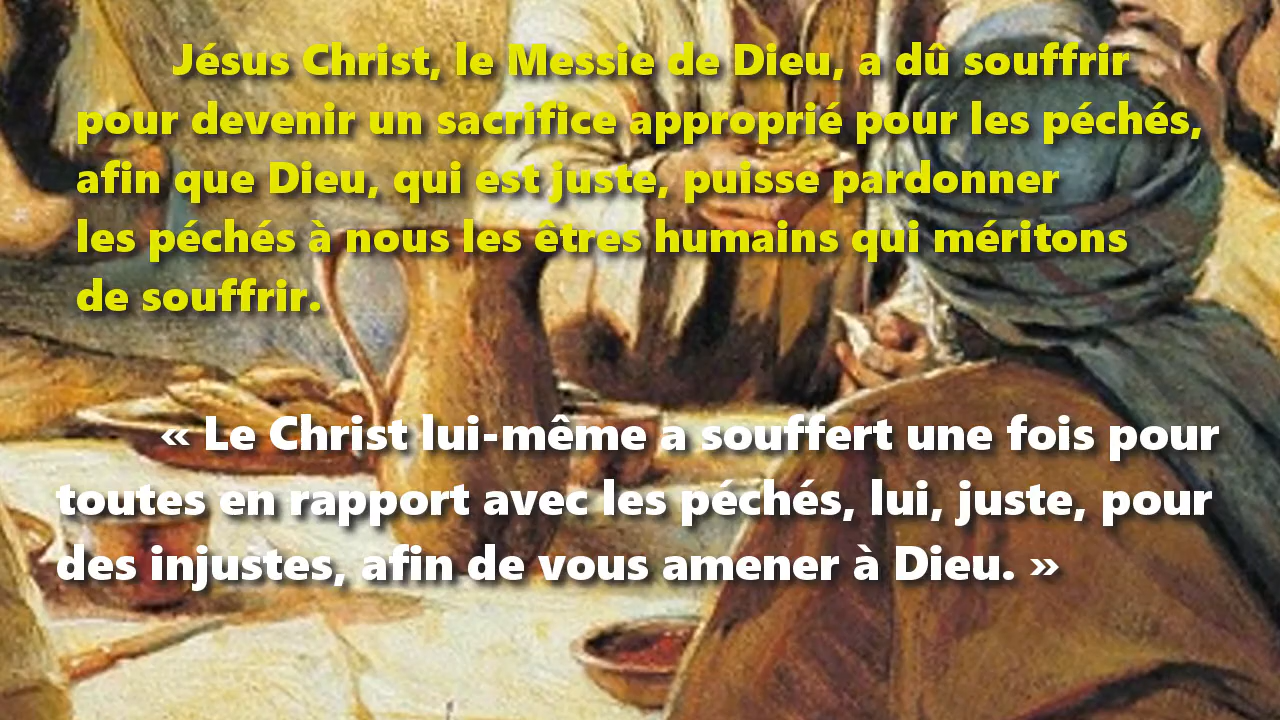 Jésus Christ, le Messie de Dieu, a dû souffrir
pour devenir un sacrifice approprié pour les péchés,
afin que Dieu, qui est juste, puisse pardonner
les péchés à nous les êtres humains qui méritons
de souffrir.
« Le Christ lui-même a souffert une fois pour
toutes en rapport avec les péchés, lui, juste, pour
des injustes, afin de vous amener à Dieu. »